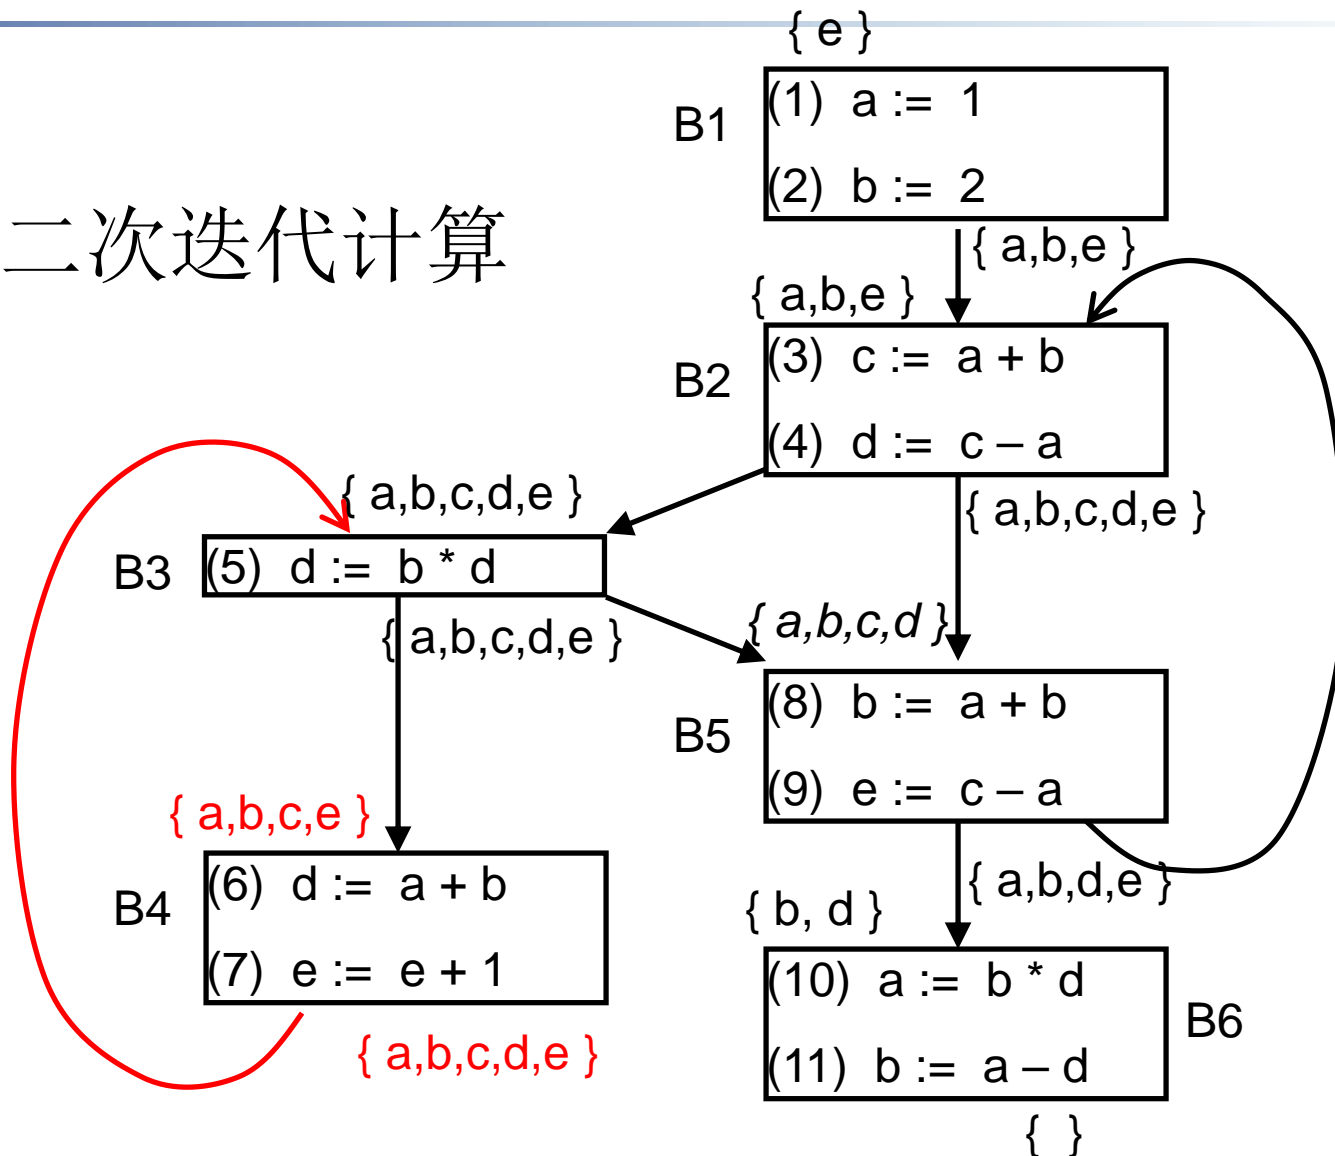 { e }
B1
(1) a := 1
(2) b := 2
二次迭代计算
{ a,b,e }
{ a,b,e }
B2
(3) c := a + b
(4) d := c – a
{ a,b,c,d,e }
{ a,b,c,d,e }
B3
(5) d := b * d
{ a,b,c,d,e }
{ a,b,c,d }
B5
(8) b := a + b
(9) e := c – a
{ a,b,c,e }
B4
(6) d := a + b
(7) e := e + 1
{ a,b,c,d,e }
{ a,b,d,e }
{ b, d }
(10) a := b * d
(11) b := a – d
B6
{ }